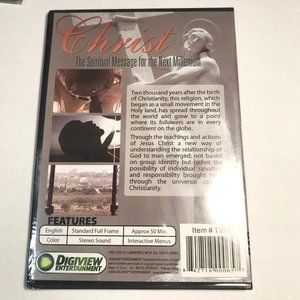 Christ
The Spiritual Message for the Next Millenium
Two thousand years after the birth
of Christianity, this religion, which
began as a small movement in the
Holy land, has spread throughout
the world and grew to a point
where its followers are in every
continent on the globe.
Through the teachings and actions
of Jesus Christ a new way of
understanding the relationship of
God to man emerged; not based
on group identity but rather, the
possibility of individual salvation
and responsibility brought
through the universal
Christianity.
FEATURES
English Standard Full Frame Approx 50 Min.
Color Stereo Sound Interactive Menus
Item #
DIGIVIEW
ENTERTAINMENT